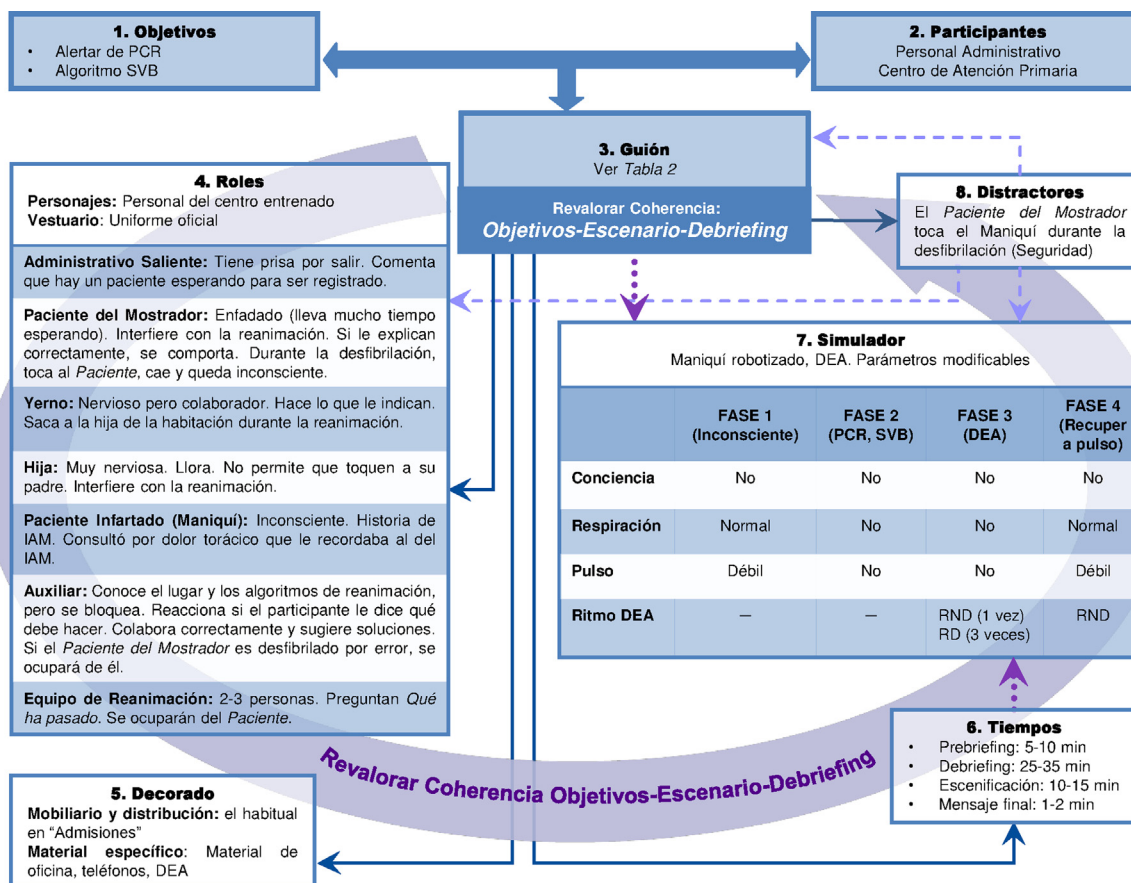 1. Objetivos
• Alertar de PCR
• Algoritmo SVB
2. Participantes
Personal Administrativo
Centro de Atención Primaria
3. Guión
Ver Tabla 2
Revalorar Coherencia:
Objetivos-Escenario-Debriefing
4. Roles
Personajes: Personal del centro entrenado
Vestuario: Uniforme oficial
Administrativo Saliente: Tiene prisa por salir. Comenta
que hay un paciente esperando para ser registrado.
Paciente del Mostrador: Enfadado (lleva mucho tiempo
esperando). Interfiere con la reanimación. Si le explican
correctamente, se comporta. Durante la desfibrilación,
toca al Paciente, cae y queda inconsciente.
Yerno: Nervioso pero colaborador. Hace lo que le indican.
Saca a la hija de la habitación durante la reanimación.
Hija: Muy nerviosa. Llora. No permite que toquen a su
padre. Interfiere con la reanimación.
Paciente Infartado (Maniquí): Inconsciente. Historia de
IAM. Consultó por dolor torácico que le recordaba al del
IAM.
Auxiliar: Conoce el lugar y los algoritmos de reanimación,
pero se bloquea. Reacciona si el participante le dice qué
debe hacer. Colabora correctamente y sugiere soluciones.
Si el Paciente del Mostrador es desfibrilado por error, se
ocupará de él.
Equipo de Reanimación: 2-3 personas. Preguntan Qué
ha pasado. Se ocuparán del Paciente.
8. Distractores
El Paciente del Mostrador
toca el Maniquí durante la
desfibrilación (Seguridad)
7. Simulador
Maniquí robotizado, DEA. Parámetros modificables
FASE 1 (Inconsciente) FASE 2 (PCR, SVB) FASE 3 (DEA) FASE 4 (Recuper a pulso)
Conciencia No No No No
Respiración Normal No No Normal
Pulso Débil No No Débil
Ritmo DEA — — RND (1 vez) RD (3 veces) RND
6. Tiempos
• Prebriefing: 5-10 min
• Debriefing: 25-35 min
• Escenificación: 10-15 min
• Mensaje final: 1-2 min
Revalorar Coherencia Objetivos-Escenario-Debriefing
5. Decorado
Mobiliario y distribución: el habitual
en “Admisiones”
Material específico: Material de
oficina, teléfonos, DEA